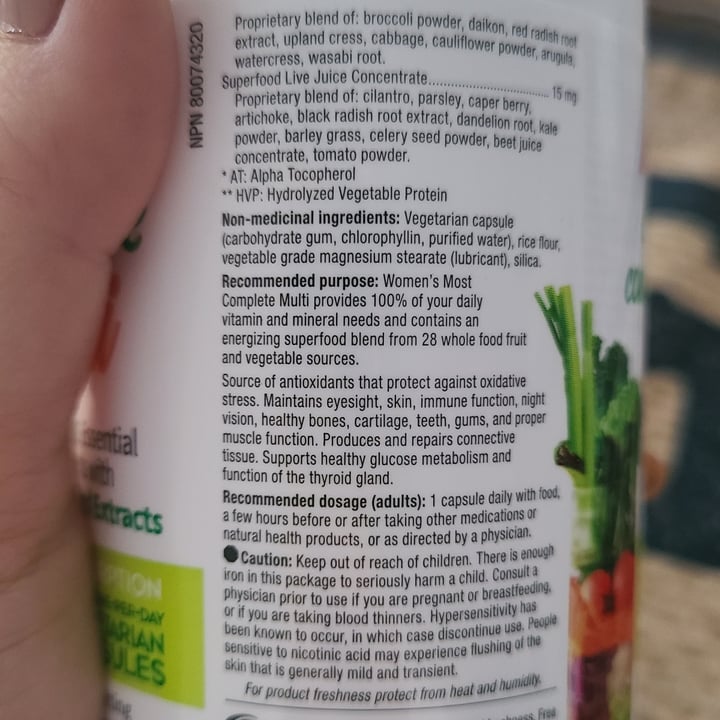 NPN 80074320
Proprietary blend of: broccoli powder, daikon, red radish root
extract, upland cress, cabbage, cauliflower powder, arugula,
watercress, wasabi root.
Superfood Live Juice Concentrate.......................... 15 mg
Proprietary blend of: cilantro, parsley, caper berry,
artichoke, black radish root extract, dandelion root, kale
powder, barley grass, celery seed powder, beet juice
concentrate, tomato powder.
* AT: Alpha Tocopherol
** HVP: Hydrolyzed Vegetable Protein
Non-medicinal ingredients: Vegetarian capsule
(carbohydrate gum, chlorophyllin, purified water), rice flour,
vegetable grade magnesium stearate (lubricant), silica.
Recommended purpose: Women's Most
Complete Multi provides 100% of your daily
vitamin and mineral needs and contains an
energizing superfood blend from 28 whole food fruit
and vegetable sources.
Source of antioxidants that protect against oxidative
stress. Maintains eyesight, skin, immune function, night
vision, healthy bones, cartilage, teeth, gums, and proper
muscle function. Produces and repairs connective
tissue. Supports healthy glucose metabolism and
function of the thyroid gland.
Recommended dosage (adults): 1 capsule daily with food,
a few hours before or after taking other medications or
natural health products, or as directed by a physician.
Caution: Keep out of reach of children. There is enough
iron in this package to seriously harm a child. Consult a
physician prior to use if you are pregnant or breastfeeding,
or if you are taking blood thinners. Hypersensitivity has
been known to occur, in which case discontinue use. People
sensitive to nicotinic acid may experience flushing of the
skin that is generally mild and transient.
For product freshness protect from heat and humidity.